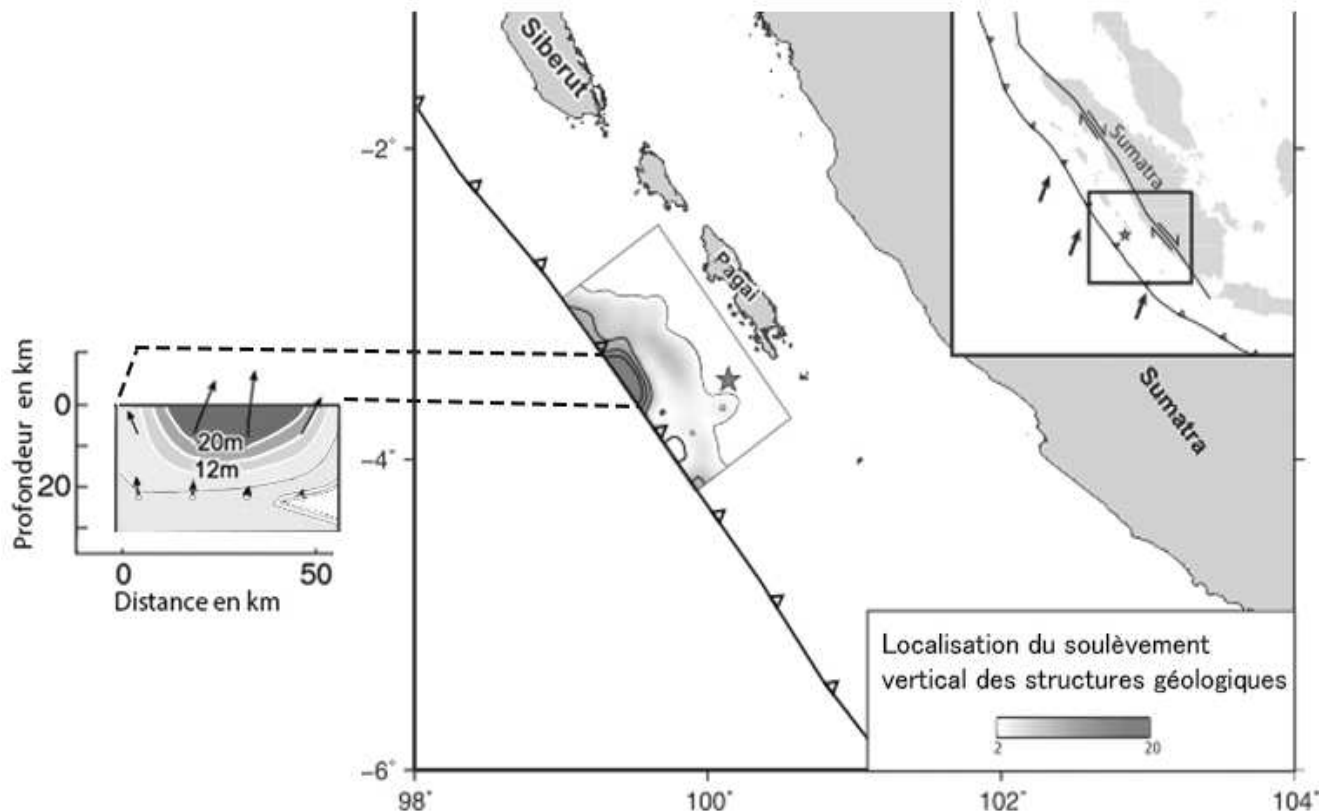 Siberut
Sumatra
-2°
Pagai
Profondeur en km
0
20m
12m
20
0
50
Distance en km
-4°
Sumatra
Localisation du soulèvement
vertical des structures géologiques
2
20
-6°
98°
100°
102°
104°